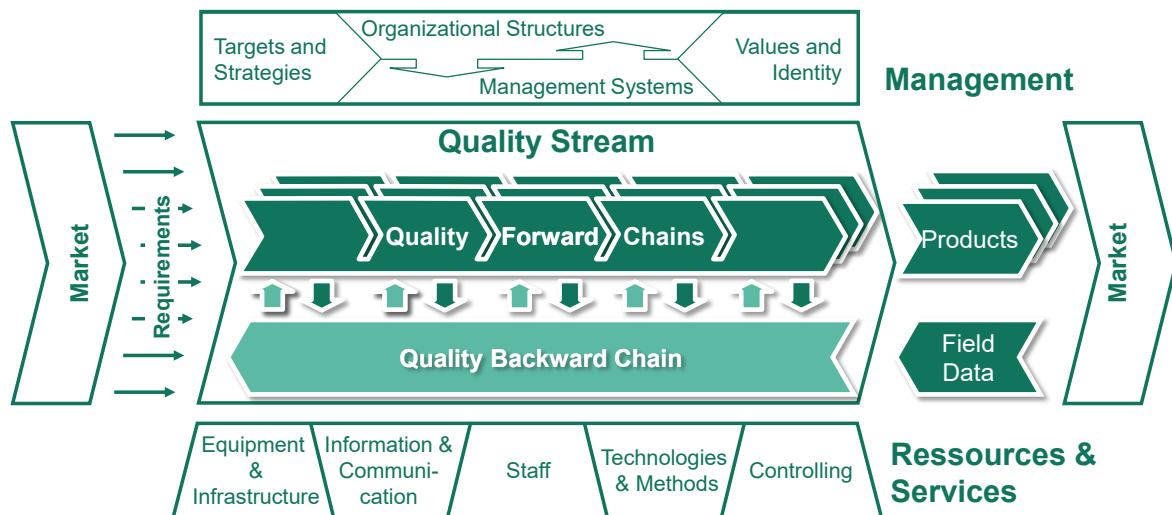 Targets and
Strategies
Organizational Structures
Management Systems
Values and
Identity
Management
Market
Requirements
Quality Stream
Quality
Forward
Chains
Products
Market
Quality Backward Chain
Field
Data
Equipment
&
Infrastructure
Information &
Communi-
cation
Staff
Technologies
& Methods
Controlling
Ressources &
Services